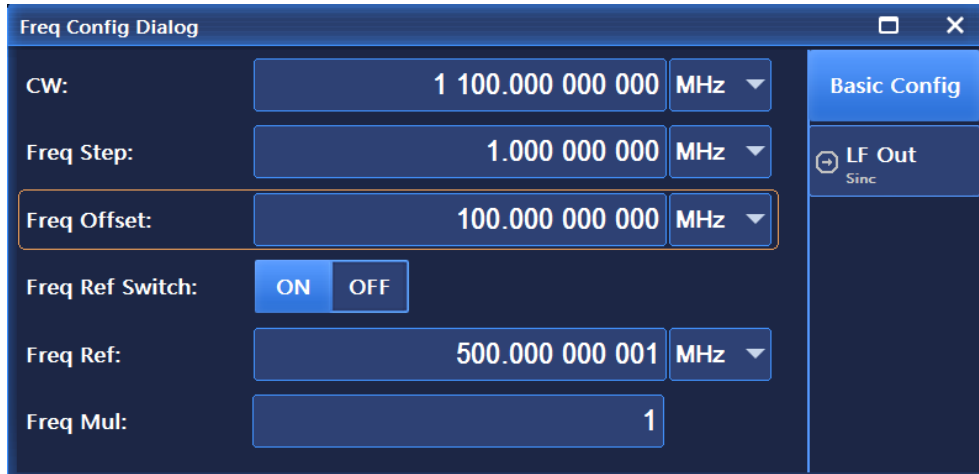 Freq Config Dialog
CW: 1 100.000 000 000 MHz
Freq Step: 1.000 000 000 MHz
Freq Offset: 100.000 000 000 MHz
Freq Ref Switch: ON OFF
Freq Ref: 500.000 000 001 MHz
Freq Mul: 1
Basic Config
LF Out
Sinc